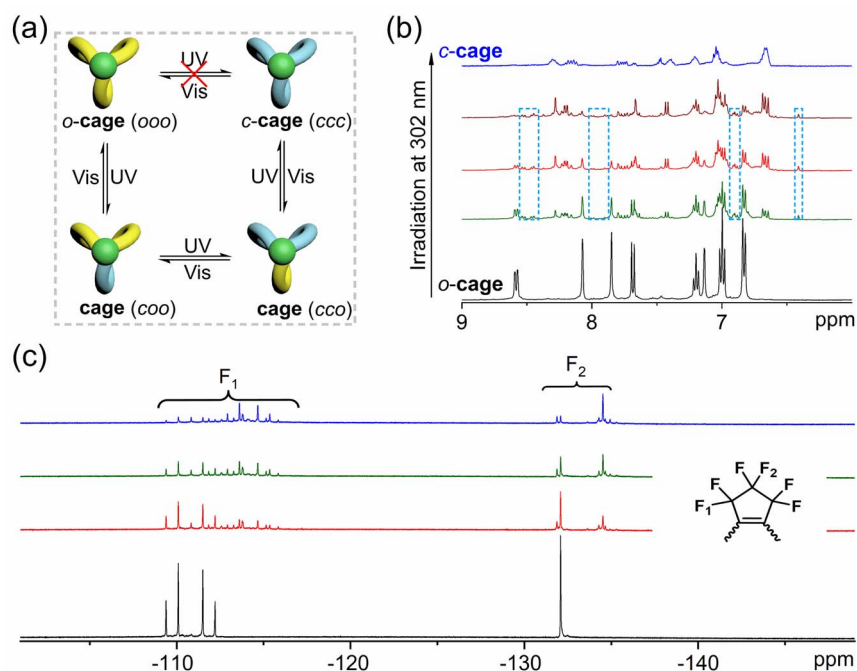 (a)
UV
Vis
o-cage (ooo)
c-cage (ccc)
Vis
UV
UV
Vis
UV
Vis
cage (coo)
cage (cco)
(b)
Irradiation at 302 nm
c-cage
o-cage
9
8
7
ppm
(c)
F1
F2
F
F
F2
F
F1
F
-110
-120
-130
-140
ppm